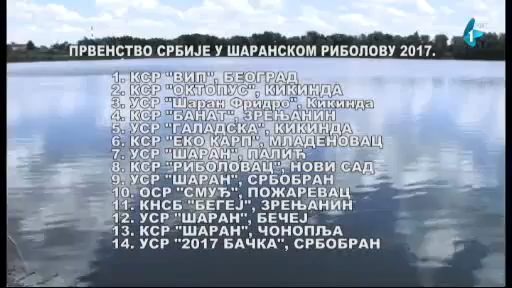 ПРВЕНСТВО СРБИЈЕ У ШАРАНСКОМ РИБОЛОВУ 2017.
1. КСР "ВИП", БЕОГРАД
2. КСР "ОКТОПУС", КИКИНДА
3. УСР "Шаран Фридро", Кикинда
4. КСР "БАНАТ", ЗРЕЊАНИН
5. УСР "ГАЛАДСКА", КИКИНДА
6. КСР "ЕКО КАРП", МЛАДЕНОВАЦ
7. УСР "ШАРАН", ПАЛИЋ
8. КСР "РИБОЛОВАЦ", НОВИ САД
9. УСР "ШАРАН", СРБОБРАН
10. ОСР "СМУЂ", ПОЖАРЕВАЦ
11. КНСБ "БЕГЕЈ", ЗРЕЊАНИН
12. УСР "ШАРАН", БЕЧЕЈ
13. КСР "ШАРАН", ЧОНОПЉА
14. УСР "2017 БАЧКА", СРБОБРАН